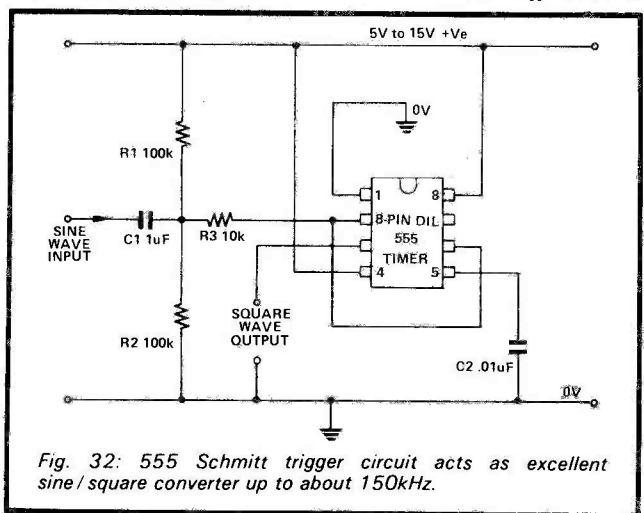 5V to 15V +Ve
0V
R1 100k
1
8
8-PIN DIL
SINE
WAVE
INPUT
C1 1uF
R3 10k
555
TIMER
4
5
SQUARE
WAVE
OUTPUT
R2 100k
C2 .01uF
0V
Fig. 32: 555 Schmitt trigger circuit acts as excellent
sine/square converter up to about 150kHz.